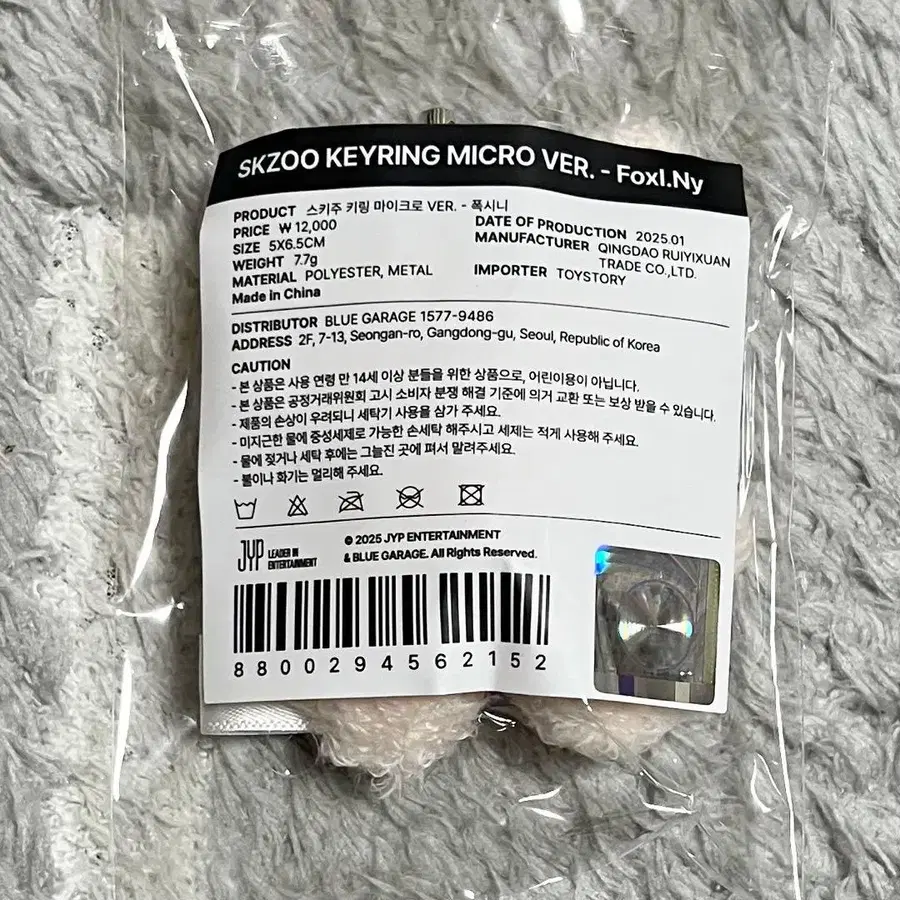 SKZOO KEYRING MICRO VER. - FoxI.Ny
PRODUCT 스키주 키링 마이크로 VER. - 폭시니
PRICE ₩ 12,000
SIZE 5X6.5CM
WEIGHT 7.7g
MATERIAL POLYESTER, METAL
Made in China
DATE OF PRODUCTION 2025.01
MANUFACTURER QINGDAO RUIYIXUAN
TRADE CO.,LTD.
IMPORTER TOYSTORY
DISTRIBUTOR BLUE GARAGE 1577-9486
ADDRESS 2F, 7-13, Seongan-ro, Gangdong-gu, Seoul, Republic of Korea
CAUTION
- 본 상품은 사용 연령 만 14세 이상 분들을 위한 상품으로, 어린이용이 아닙니다.
- 본 상품은 공정거래위원회 고시 소비자 분쟁 해결 기준에 의거 교환 또는 보상 받을 수 있습니다.
- 제품의 손상이 우려되니 세탁기 사용을 삼가 주세요.
- 미지근한 물에 중성세제로 가능한 손세탁 해주시고 세제는 적게 사용해 주세요.
- 물에 젖거나 세탁 후에는 그늘진 곳에 펴서 말려주세요.
- 불이나 화기는 멀리해 주세요.
JYP LEADER IN
ENTERTAINMENT
© 2025 JYP ENTERTAINMENT
& BLUE GARAGE. All Rights Reserved.
8800294562152